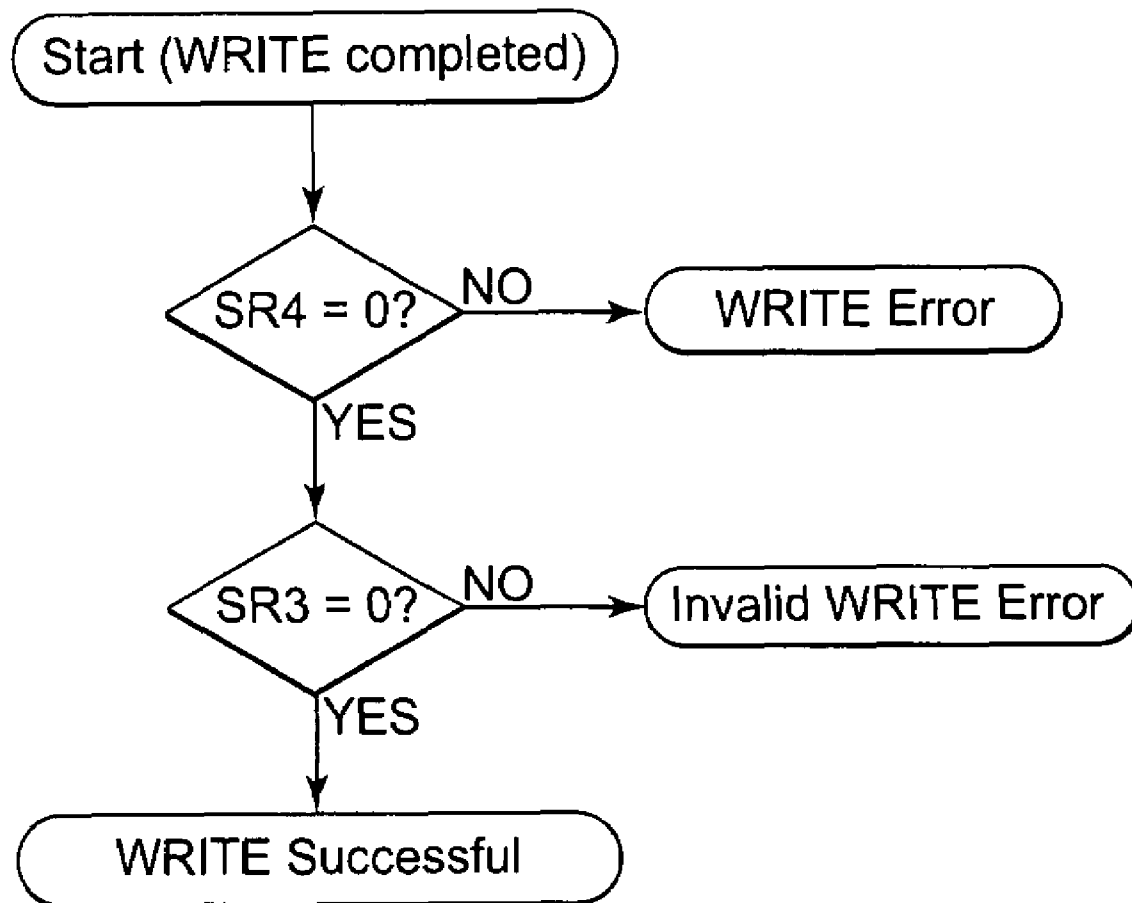 Start (WRITE completed)
SR4 = 0?
NO
WRITE Error
YES
SR3 = 0?
NO
Invalid WRITE Error
YES
WRITE Successful